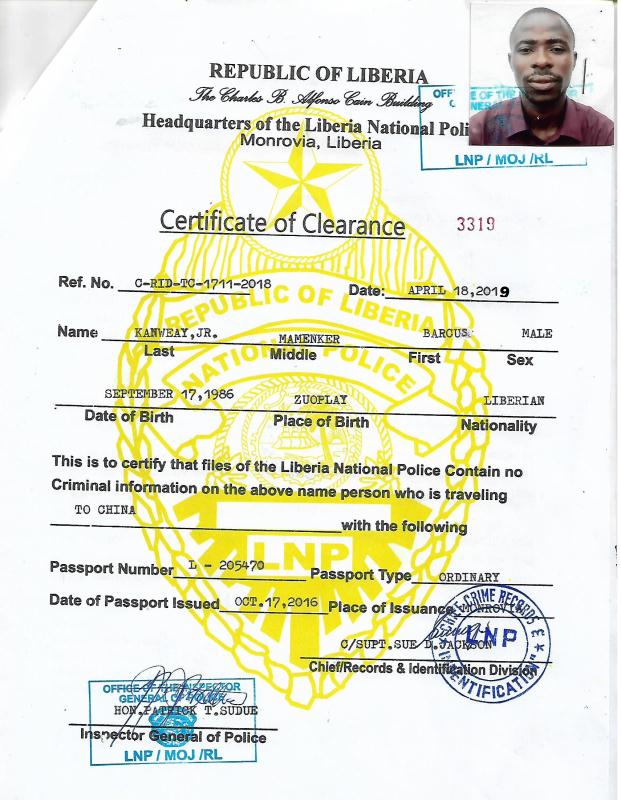 REPUBLIC OF LIBERIA
The Charles B. Alfonso Cain Building
Headquarters of the Liberia National Poli
Monrovia, Liberia
OFF E OF THE
LNP / MOJ /RL
Certificate of Clearance 3319
Ref. No. C-RID-TC-1711-2018 Date: APRIL 18,2019
REPUBLIC OF LIBERIA
Name KANWEAY,JR. MAMENKER BARCUS MALE
Last Middle First Sex
NATIONAL POLICE
SEPTEMBER 17,1986 ZUOPLAY LIBERIAN
Date of Birth Place of Birth Nationality
This is to certify that files of the Liberia National Police Contain no
Criminal information on the above name person who is traveling
TO CHINA with the following
LNP
Passport Number L - 205470 Passport Type ORDINARY
Date of Passport Issued OCT.17,2016 Place of Issuance MONROVIA
CRIME RECORDS &
LNP
IDENTIFICATION
C/SUPT.SUE D.JACKSON
Chief/Records & Identification Division
OFFICE OF THE INSPECTOR
GENERAL OF POLICE
HON.PATRICK T.SUDUE
Inspector General of Police
LNP / MOJ /RL